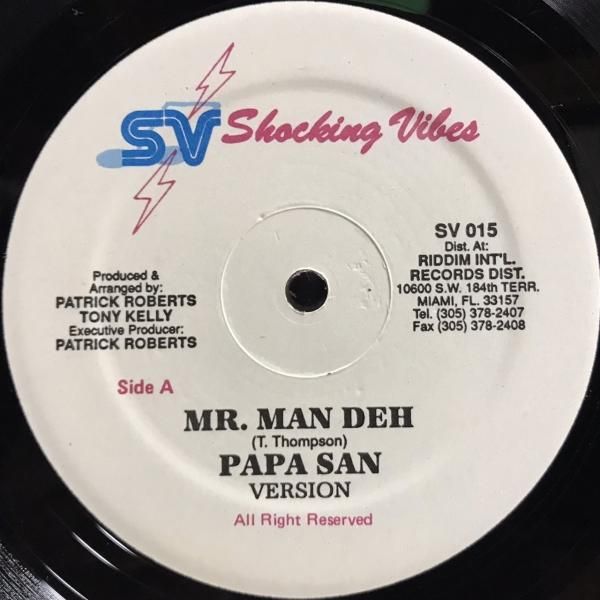 SV Shocking Vibes
SV 015
Dist. At:
RIDDIM INT'L.
RECORDS DIST.
10600 S.W. 184th TERR.
MIAMI, FL. 33157
Tel. (305) 378-2407
Fax (305) 378-2408
Produced &
Arranged by:
PATRICK ROBERTS
TONY KELLY
Executive Producer:
PATRICK ROBERTS
Side A
MR. MAN DEH
(T. Thompson)
PAPA SAN
VERSION
All Right Reserved